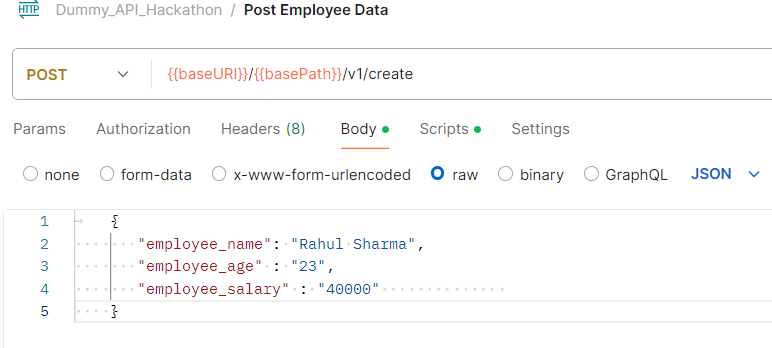 HTTP Dummy_API_Hackathon / Post Employee Data
POST {{baseURI}}/{{basePath}}/v1/create
Params Authorization Headers (8) Body Scripts Settings
none form-data x-www-form-urlencoded raw binary GraphQL JSON
1 {
2 "employee_name": "Rahul Sharma",
3 "employee_age" : "23",
4 "employee_salary" : "40000"
5 }